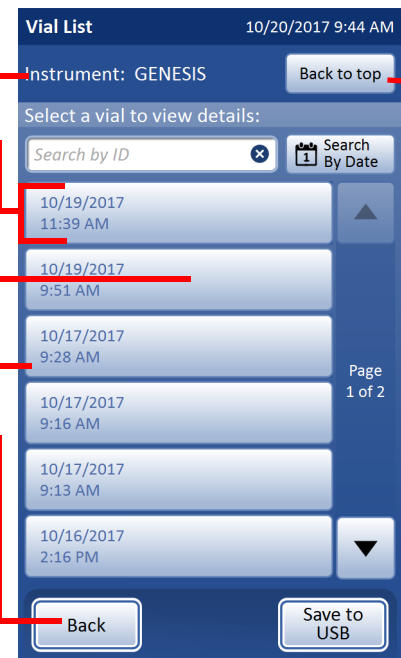 Vial List 10/20/2017 9:44 AM
Instrument: GENESIS
Back to top
Select a vial to view details:
Search by ID
1
Search
By Date
10/19/2017
11:39 AM
10/19/2017
9:51 AM
10/17/2017
9:28 AM
Page
1 of 2
10/17/2017
9:16 AM
10/17/2017
9:13 AM
10/16/2017
2:16 PM
Back
Save to
USB